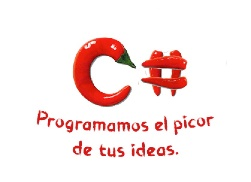 C#
Programamos el picor
de tus ideas.